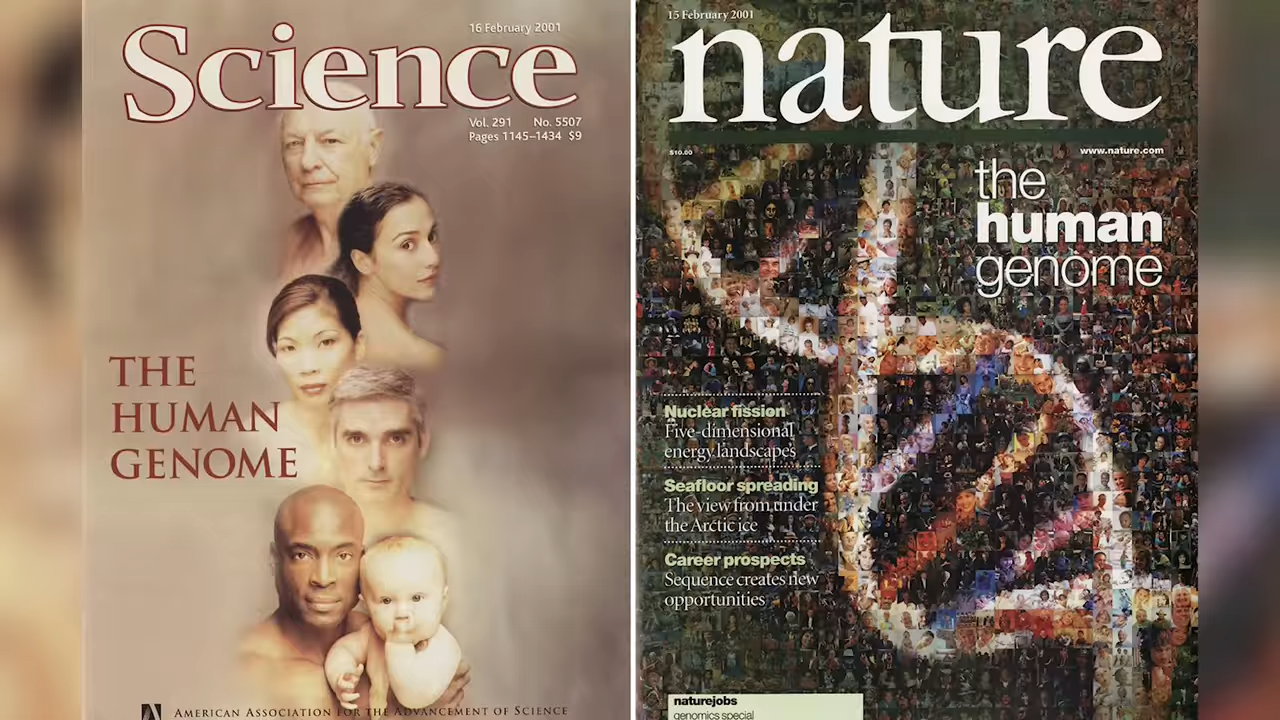 16 February 2001
Science
Vol. 291 No. 5507
Pages 1145–1434 $9
THE
HUMAN
GENOME
AMERICAN ASSOCIATION FOR THE ADVANCEMENT OF SCIENCE
15 February 2001
nature
$10.00
www.nature.com
the
human
genome
Nuclear fission
Five-dimensional
energy landscapes
Seafloor spreading
The view from under
the Arctic ice
Career prospects
Sequence creates new
opportunities
naturejobs
genomics special